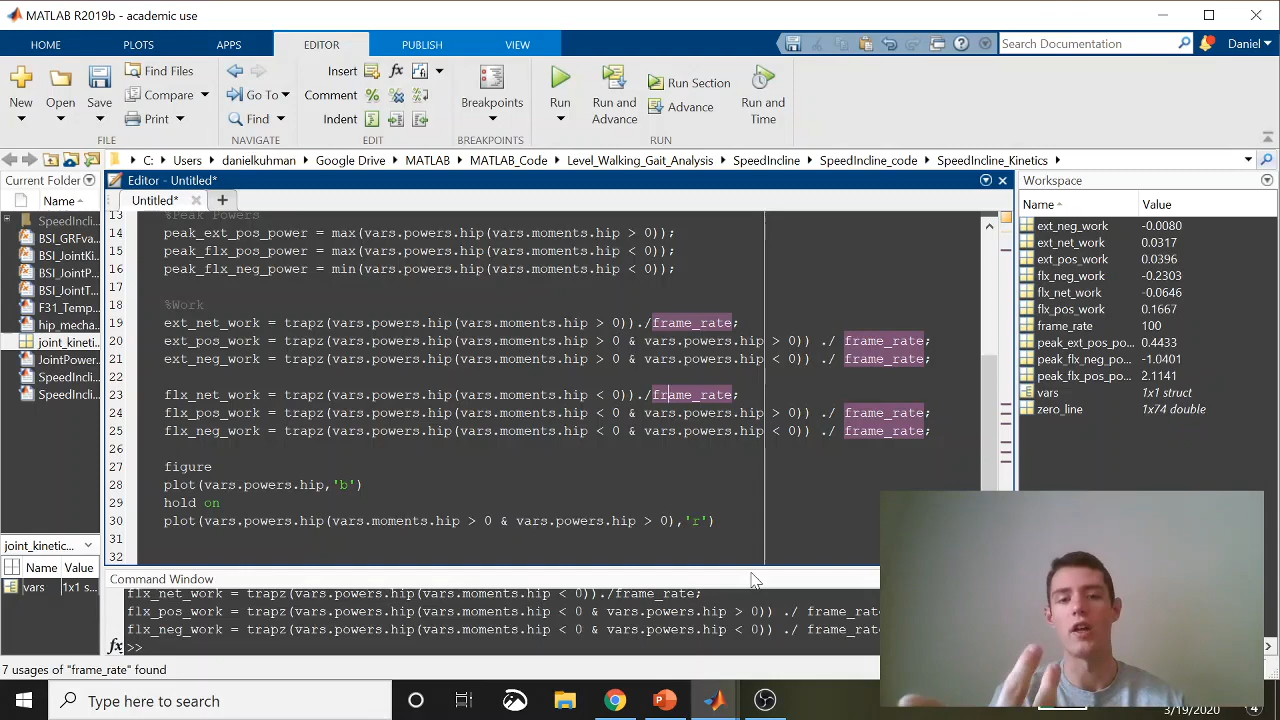 MATLAB R2019b - academic use
HOME PLOTS APPS EDITOR PUBLISH VIEW Search Documentation Daniel
Find Files Insert fx Run Section
Compare Go To Comment % Advance
New Open Save Print Find Indent Breakpoints Run Run and Advance Run and Time
FILE NAVIGATE EDIT BREAKPOINTS RUN
C: Users danielkuhman Google Drive MATLAB MATLAB_Code Level_Walking_Gait_Analysis SpeedIncline SpeedIncline_code SpeedIncline_Kinetics
Current Folder
Name
SpeedIncli...
BSI_GRFva...
BSI_JointKi...
BSI_JointP...
BSI_JointT...
F31_Temp...
hip_mecha...
joint_kineti...
JointPower...
SpeedIncli...
SpeedIncli...
joint_kinetic...
Name Value
vars 1x1 s...
Editor - Untitled*
Untitled*
13 %Peak Powers
14 peak_ext_pos_power = max(vars.powers.hip(vars.moments.hip > 0));
15 peak_flx_pos_power = max(vars.powers.hip(vars.moments.hip < 0));
16 peak_flx_neg_power = min(vars.powers.hip(vars.moments.hip < 0));
17
18 %Work
19 ext_net_work = trapz(vars.powers.hip(vars.moments.hip > 0))./frame_rate;
20 ext_pos_work = trapz(vars.powers.hip(vars.moments.hip > 0 & vars.powers.hip > 0)) ./ frame_rate;
21 ext_neg_work = trapz(vars.powers.hip(vars.moments.hip > 0 & vars.powers.hip < 0)) ./ frame_rate;
22
23 flx_net_work = trapz(vars.powers.hip(vars.moments.hip < 0))./frame_rate;
24 flx_pos_work = trapz(vars.powers.hip(vars.moments.hip < 0 & vars.powers.hip > 0)) ./ frame_rate;
25 flx_neg_work = trapz(vars.powers.hip(vars.moments.hip < 0 & vars.powers.hip < 0)) ./ frame_rate;
26
27 figure
28 plot(vars.powers.hip,'b')
29 hold on
30 plot(vars.powers.hip(vars.moments.hip > 0 & vars.powers.hip > 0),'r')
31
32
Command Window
flx_net_work = trapz(vars.powers.hip(vars.moments.hip < 0))./frame_rate;
flx_pos_work = trapz(vars.powers.hip(vars.moments.hip < 0 & vars.powers.hip > 0)) ./ frame_ra
flx_neg_work = trapz(vars.powers.hip(vars.moments.hip < 0 & vars.powers.hip < 0)) ./ frame_ra
fx >>
Workspace
Name Value
ext_neg_work -0.0080
ext_net_work 0.0317
ext_pos_work 0.0396
flx_neg_work -0.2303
flx_net_work -0.0646
flx_pos_work 0.1667
frame_rate 100
peak_ext_pos_po... 0.4433
peak_flx_neg_po... -1.0401
peak_flx_pos_po... 2.1141
vars 1x1 struct
zero_line 1x74 double
7 usages of "frame_rate" found
Type here to search
3/19/2020